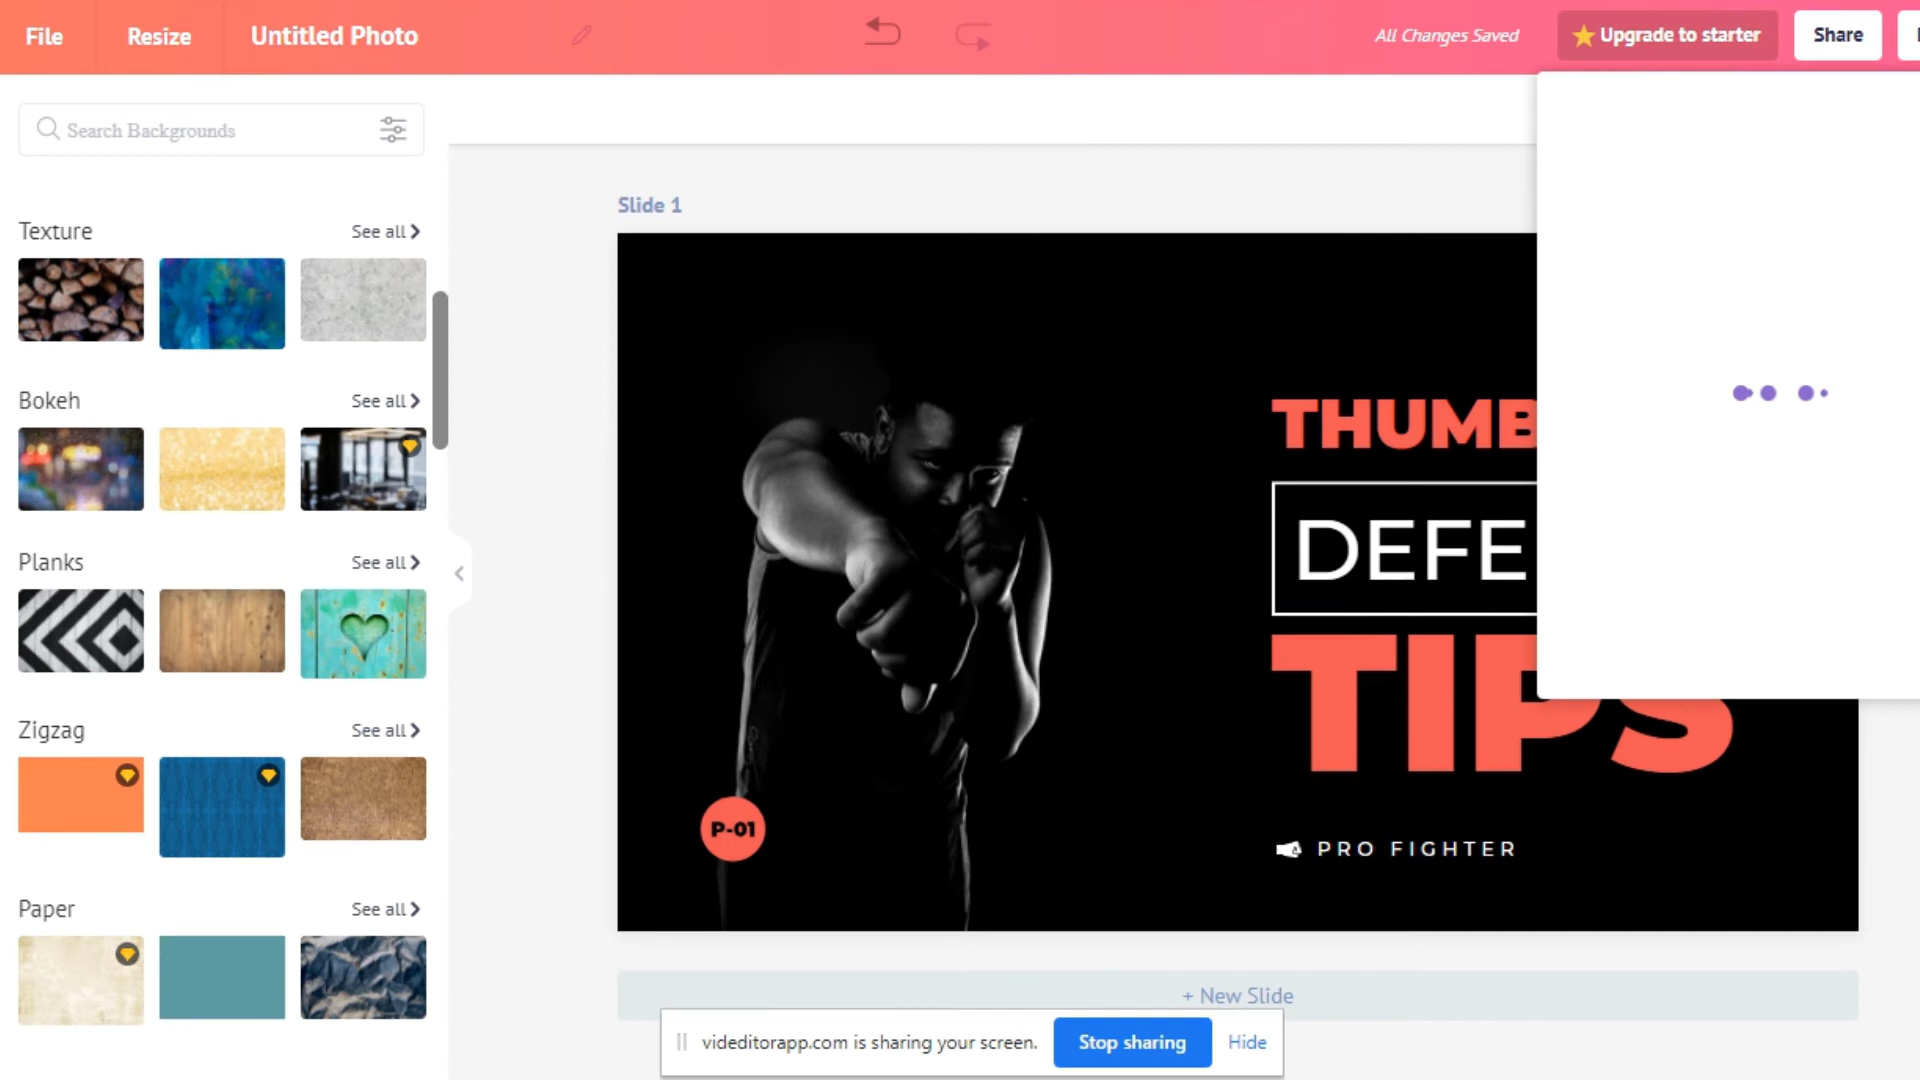 File
Resize
Untitled Photo
All Changes Saved
Upgrade to starter
Share
Search Backgrounds
Texture
See all
Bokeh
See all
Planks
See all
Zigzag
See all
Paper
See all
Slide 1
THUMB
DEFE
TIPS
P-01
PRO FIGHTER
+ New Slide
videditorapp.com is sharing your screen.
Stop sharing
Hide